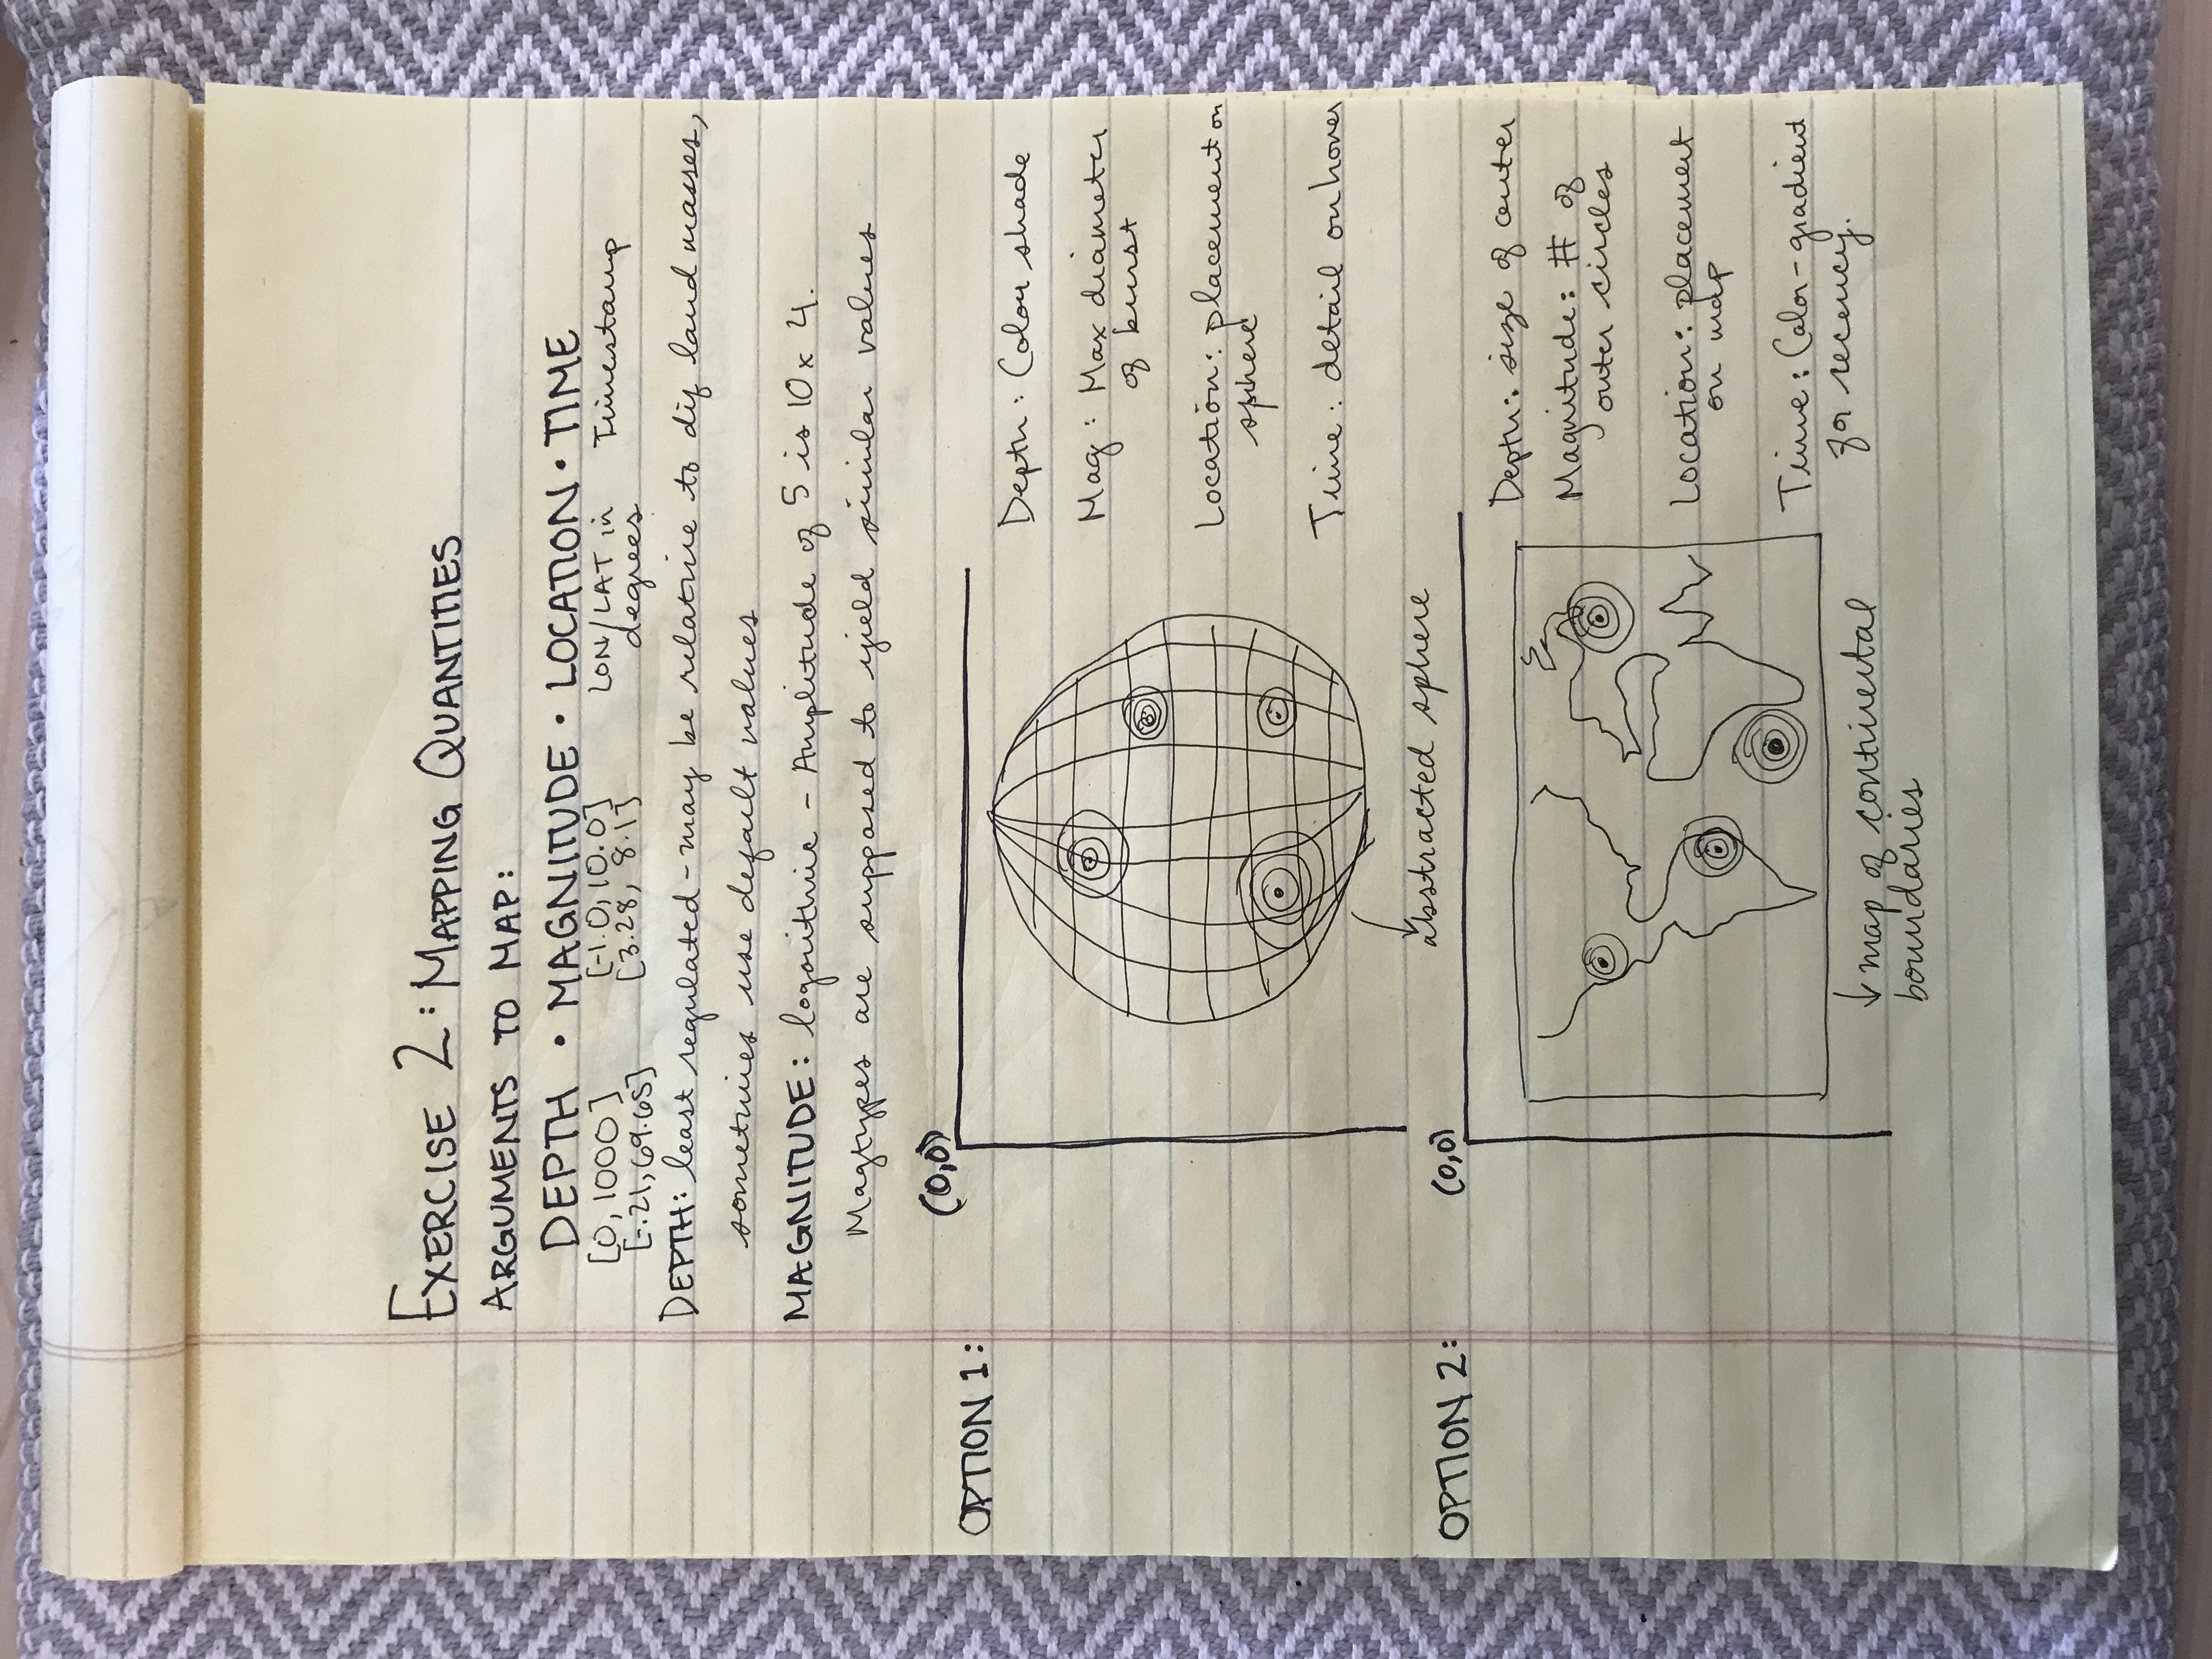 EXERCISE 2: MAPPING QUANTITIES
ARGUMENTS TO MAP:
DEPTH • MAGNITUDE • LOCATION • TIME
[0, 1000] [-1.0, 10.0] LON/LAT in Timestamp
[-.21, 69.65] [3.28, 8.1] degrees
DEPTH: least regulated - may be relative to dif land masses,
sometimes use default values
MAGNITUDE: logorithmic - Amplitude of 5 is 10x 4.
Magtypes are supposed to yield similar values
(0,0)
OPTION 1:
Depth: Colour shade
Mag: Max diameter
of burst
Location: placement on
sphere
Time: detail on hover
abstracted sphere
OPTION 2:
(0,0)
Depth: size of center
Magnitude: # of
outer circles
Location: placement
on map
Time: Color-gradient
for recency.
map of continental
boundaries